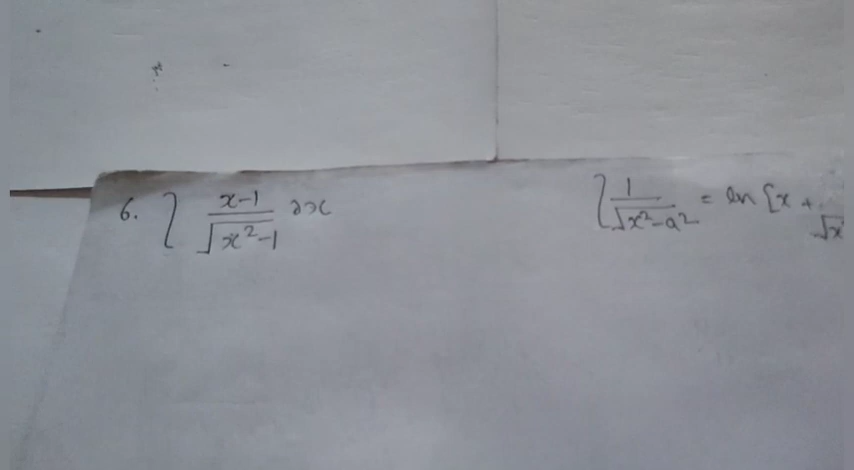 6. ∫ x-1 / √x²-1 dx
∫ 1 / √x²-a² = ln [x + √x